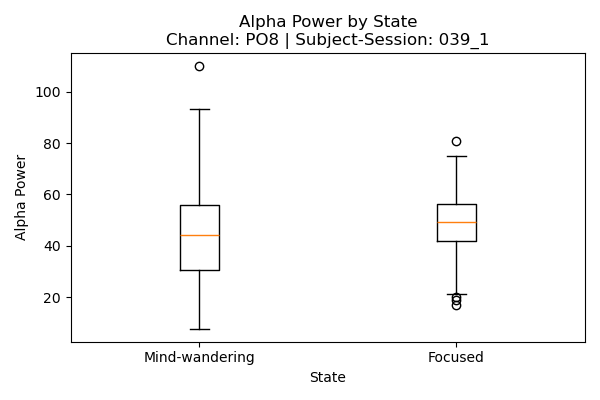 Alpha Power by State
Channel: PO8 | Subject-Session: 039_1
100
80
60
40
20
Alpha Power
Mind-wandering
Focused
State